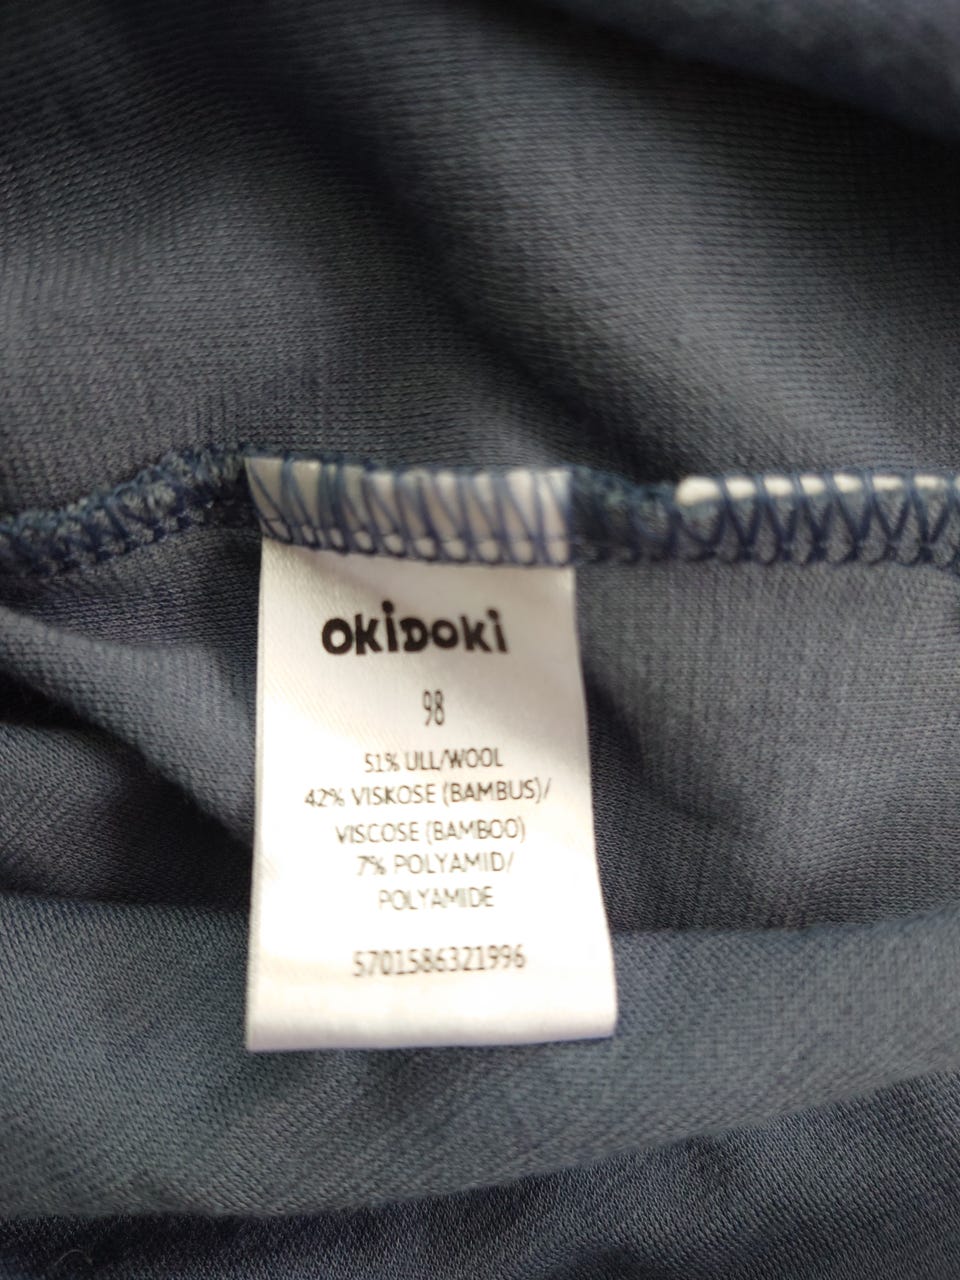 OKIDOKI
98
51% ULL/WOOL
42% VISKOSE (BAMBUS)/
VISCOSE (BAMBOO)
7% POLYAMID/
POLYAMIDE
5701586321996